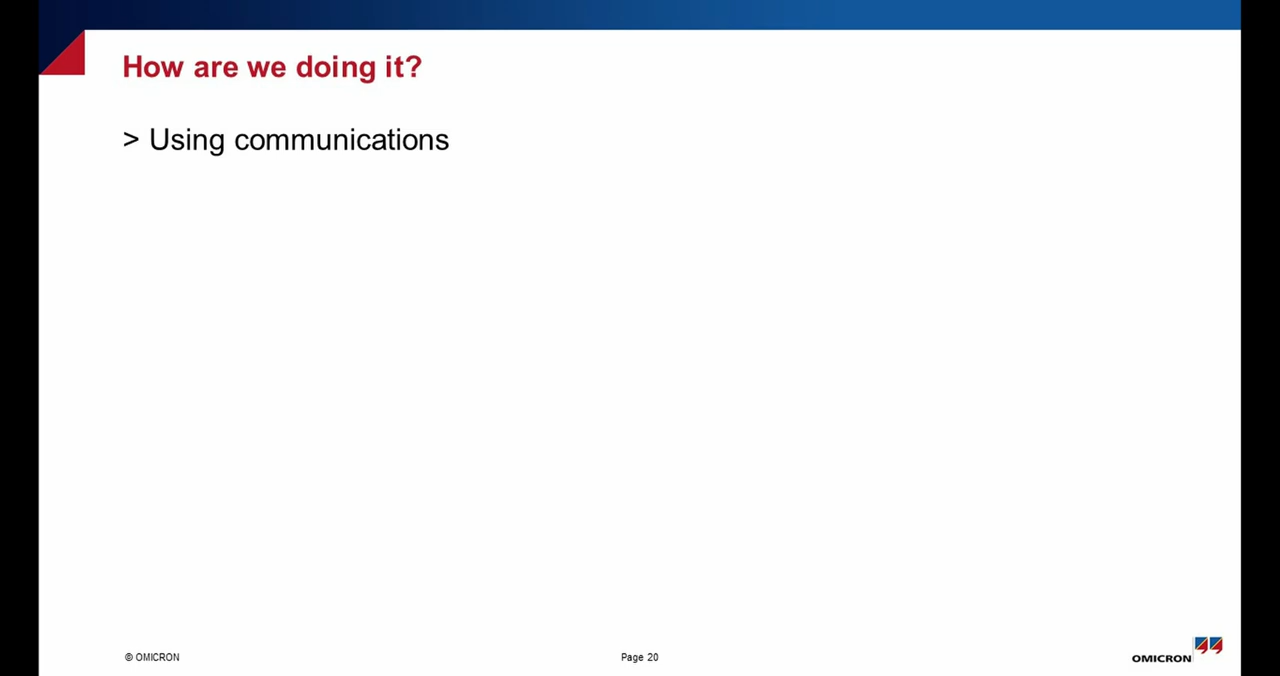 How are we doing it?
> Using communications
© OMICRON
Page 20
OMICRON